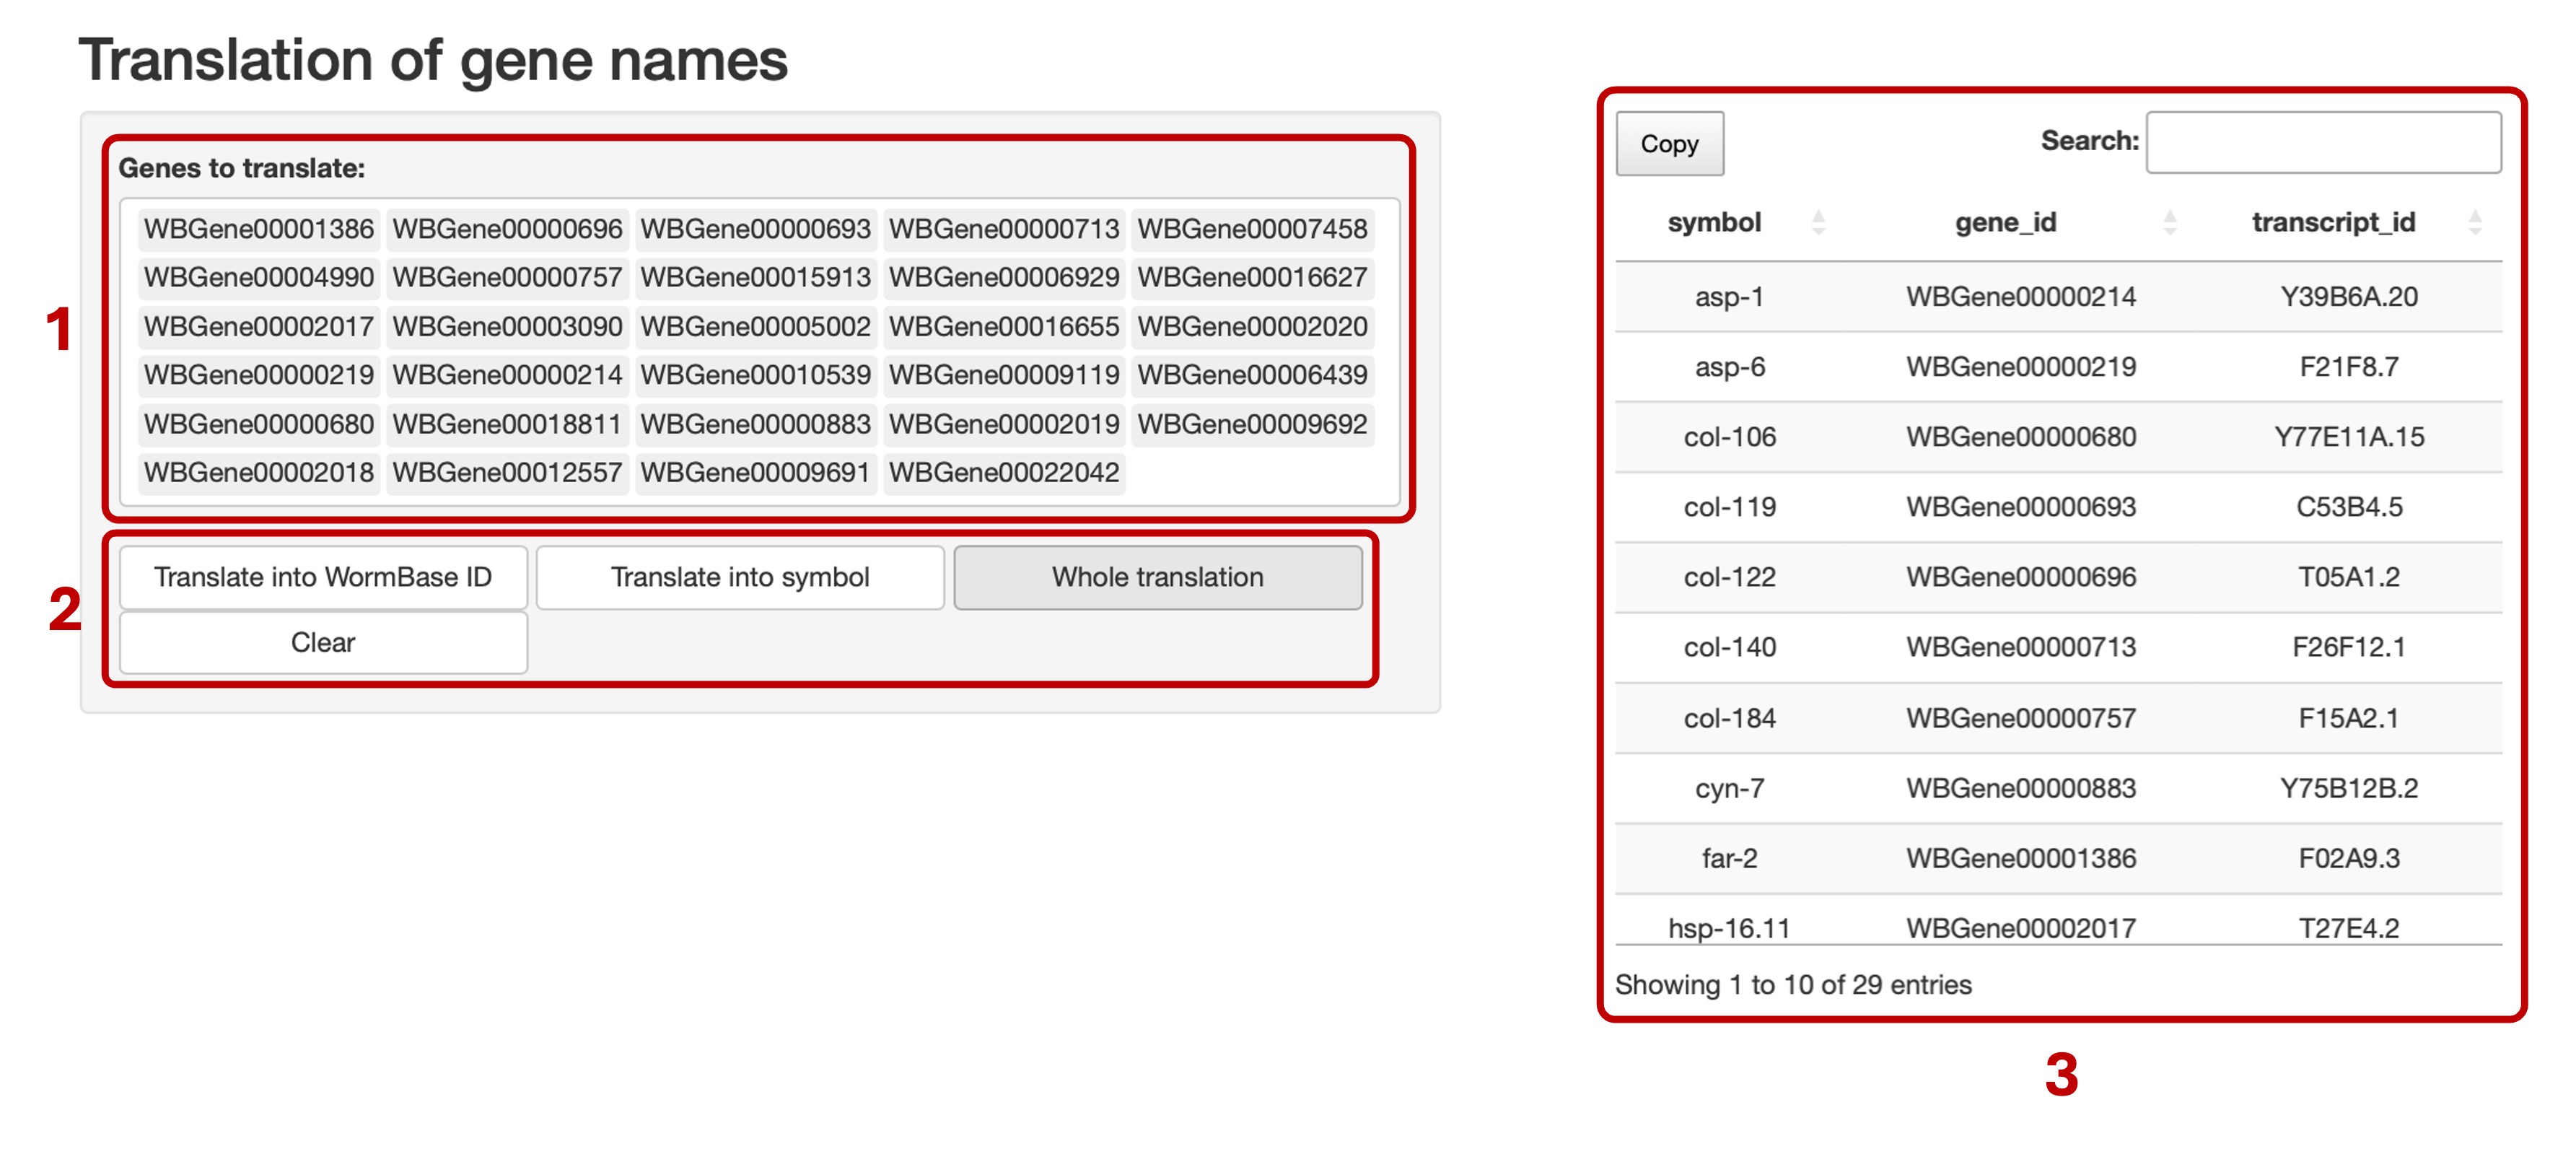 Translation of gene names
1
Genes to translate:
WBGene00001386 WBGene00000696 WBGene00000693 WBGene00000713 WBGene00007458
WBGene00004990 WBGene00000757 WBGene00015913 WBGene00006929 WBGene00016627
WBGene00002017 WBGene00003090 WBGene00005002 WBGene00016655 WBGene00002020
WBGene00000219 WBGene00000214 WBGene00010539 WBGene00009119 WBGene00006439
WBGene00000680 WBGene00018811 WBGene00000883 WBGene00002019 WBGene00009692
WBGene00002018 WBGene00012557 WBGene00009691 WBGene00022042
2
Translate into WormBase ID Translate into symbol Whole translation
Clear
Copy Search:
symbol gene_id transcript_id
asp-1 WBGene00000214 Y39B6A.20
asp-6 WBGene00000219 F21F8.7
col-106 WBGene00000680 Y77E11A.15
col-119 WBGene00000693 C53B4.5
col-122 WBGene00000696 T05A1.2
col-140 WBGene00000713 F26F12.1
col-184 WBGene00000757 F15A2.1
cyn-7 WBGene00000883 Y75B12B.2
far-2 WBGene00001386 F02A9.3
hsp-16.11 WBGene00002017 T27E4.2
Showing 1 to 10 of 29 entries
3